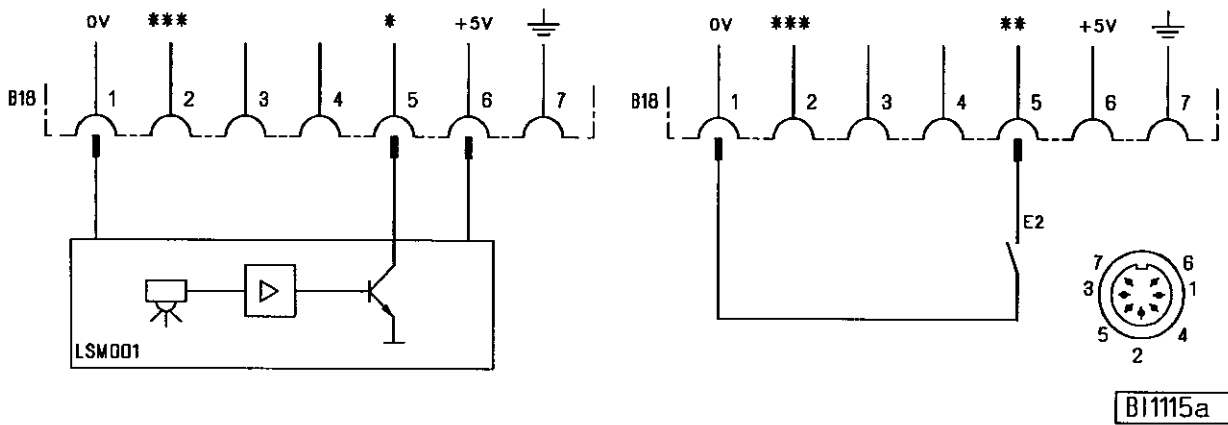 0V *** * +5V
B18 1 2 3 4 5 6 7
LSM001
0V *** ** +5V
B18 1 2 3 4 5 6 7
E2
7 6
3 1
5 4
2
BI1115a